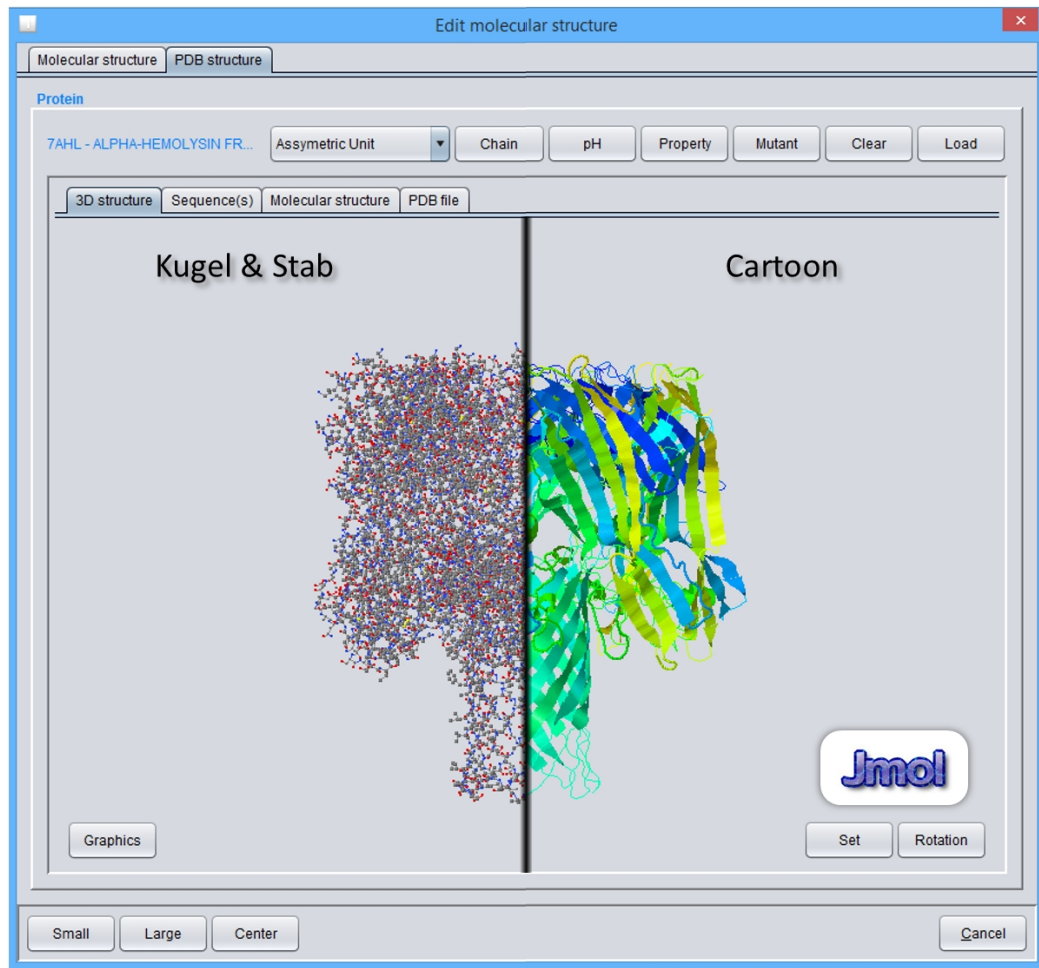 Edit molecular structure
Molecular structure PDB structure
Protein
7AHL - ALPHA-HEMOLYSIN FR... Assymetric Unit Chain pH Property Mutant Clear Load
3D structure Sequence(s) Molecular structure PDB file
Kugel & Stab Cartoon
Jmol
Graphics Set Rotation
Small Large Center Cancel